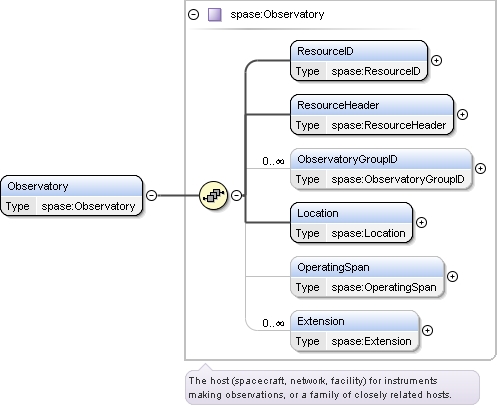 spase:Observatory
ResourceID
Type spase:ResourceID
ResourceHeader
Type spase:ResourceHeader
0..∞ ObservatoryGroupID
Type spase:ObservatoryGroupID
Observatory
Type spase:Observatory
Location
Type spase:Location
OperatingSpan
Type spase:OperatingSpan
0..∞ Extension
Type spase:Extension
The host (spacecraft, network, facility) for instruments
making observations, or a family of closely related hosts.